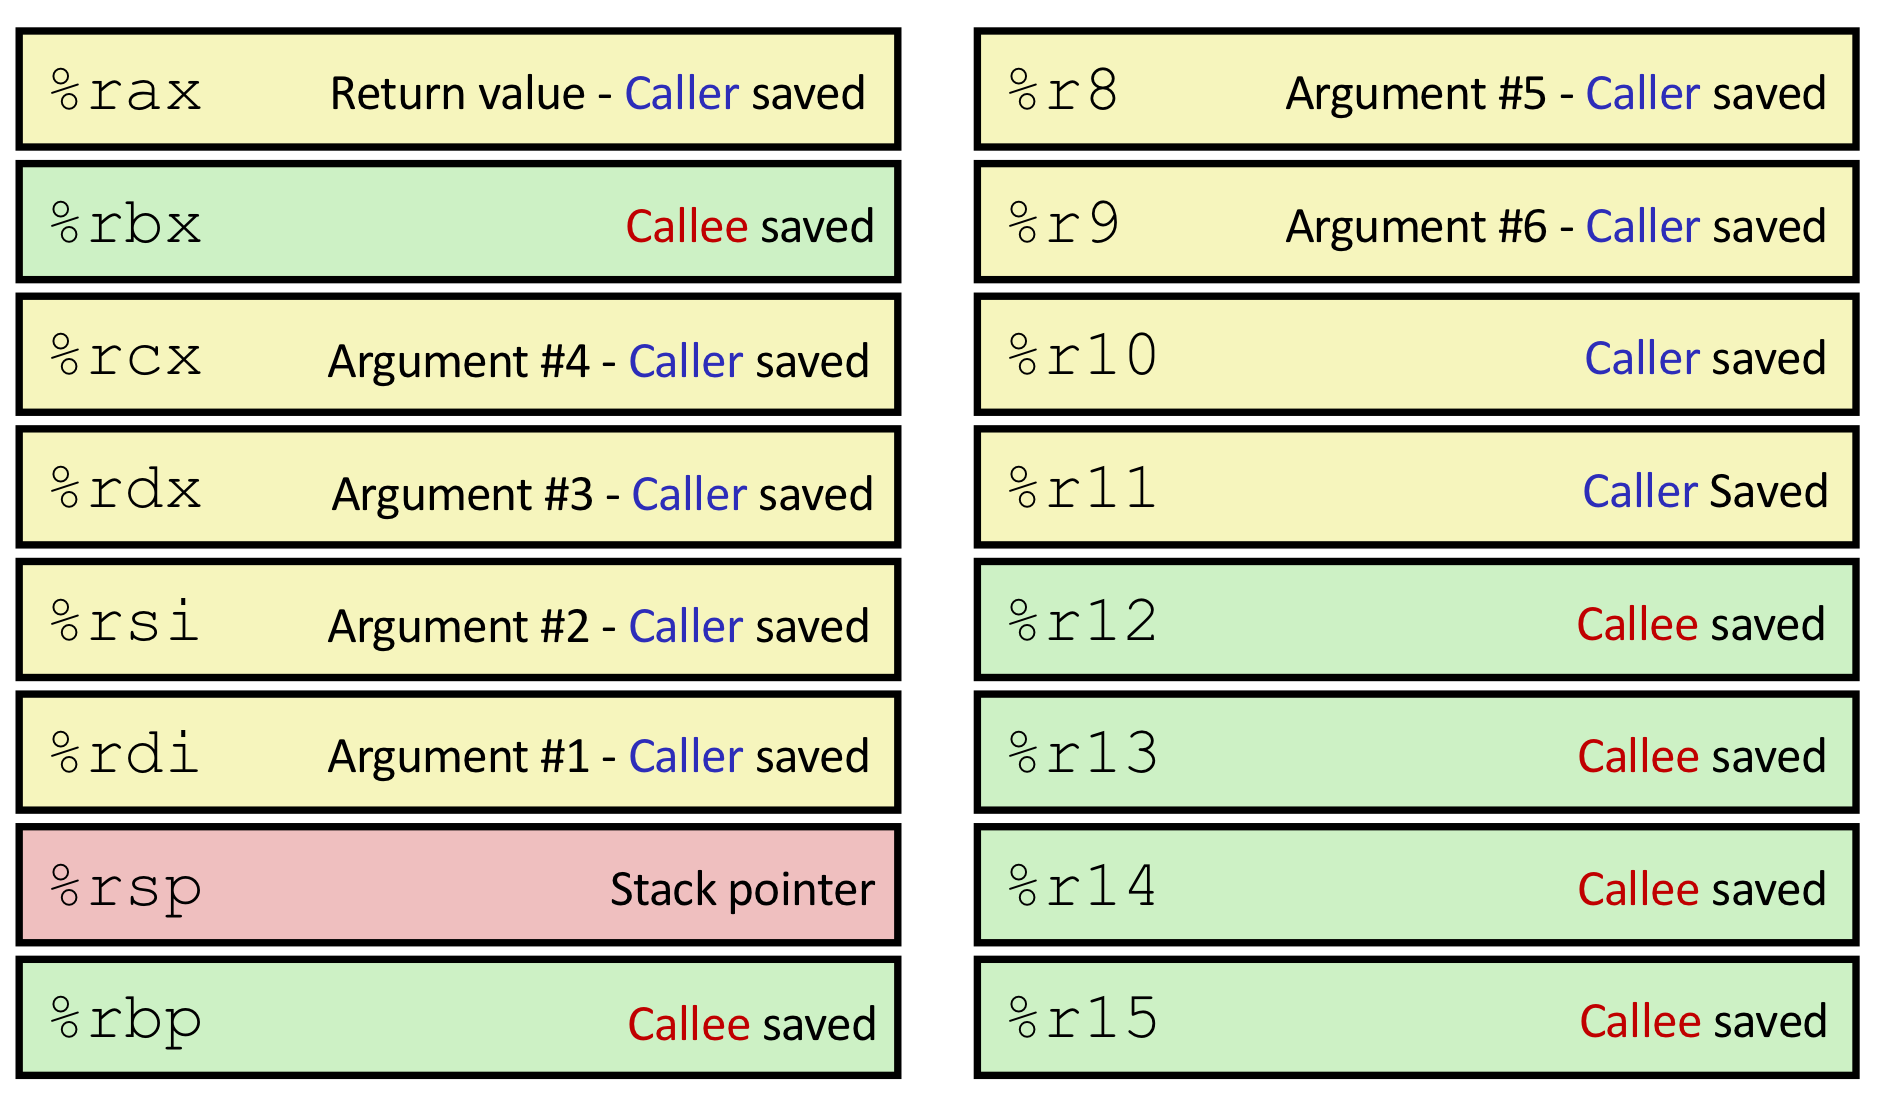 %rax Return value - Caller saved
%rbx Callee saved
%rcx Argument #4 - Caller saved
%rdx Argument #3 - Caller saved
%rsi Argument #2 - Caller saved
%rdi Argument #1 - Caller saved
%rsp Stack pointer
%rbp Callee saved
%r8 Argument #5 - Caller saved
%r9 Argument #6 - Caller saved
%r10 Caller saved
%r11 Caller Saved
%r12 Callee saved
%r13 Callee saved
%r14 Callee saved
%r15 Callee saved